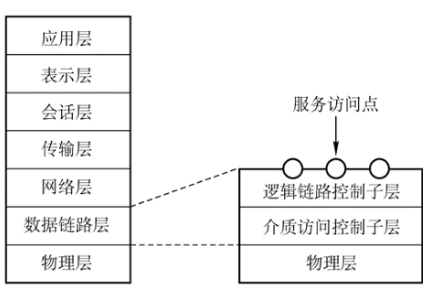 应用层
表示层
会话层
传输层
网络层
数据链路层
物理层
服务访问点
逻辑链路控制子层
介质访问控制子层
物理层